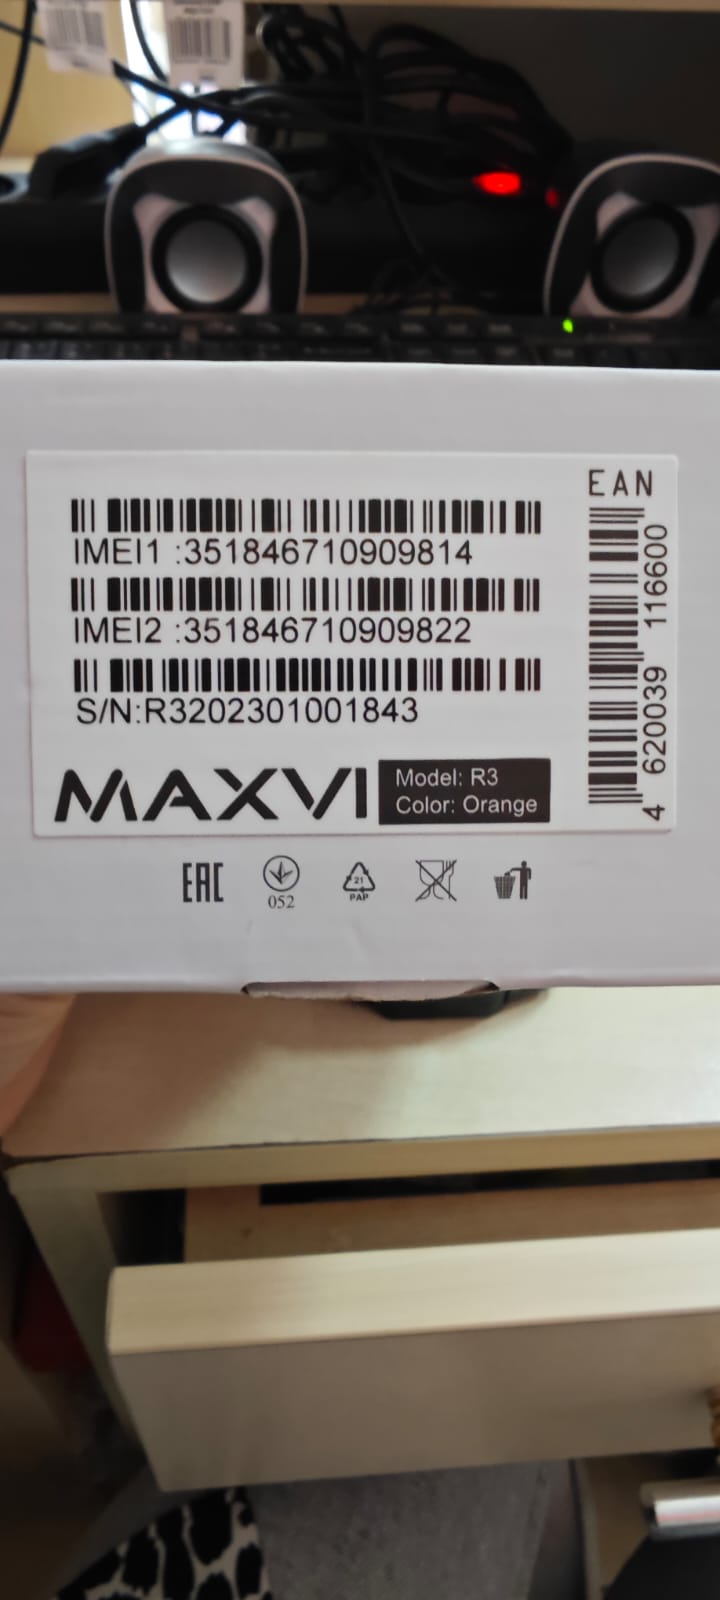 IMEI1 :351846710909814
IMEI2 :351846710909822
S/N:R3202301001843
MAXVI
Model: R3
Color: Orange
EAN
4 620039 116600
EAC
052
21
PAP